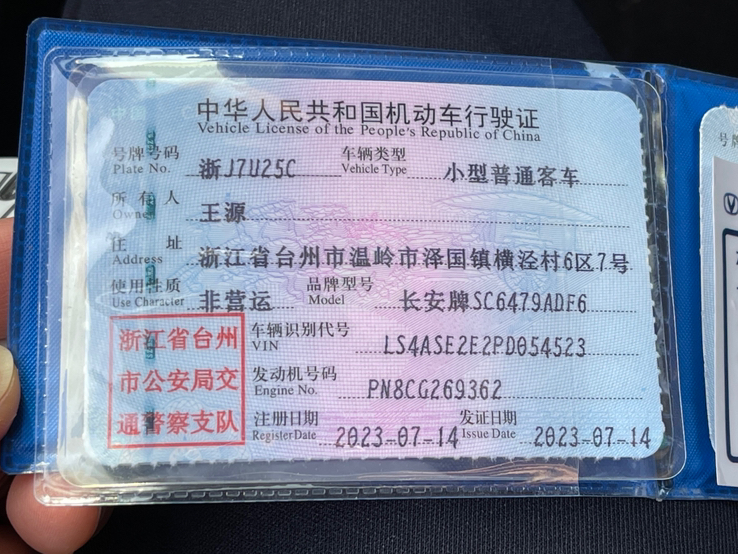 中华人民共和国机动车行驶证
Vehicle License of the People's Republic of China
号牌号码 Plate No. 浙J7U25C 车辆类型 Vehicle Type 小型普通客车
所有人 Owner 王源
住址 Address 浙江省台州市温岭市泽国镇横泾村6区7号
使用性质 Use Character 非营运 品牌型号 Model 长安牌SC6479ADF6
浙江省台州
市公安局交
通警察支队
车辆识别代号 VIN LS4ASE2E2PD054523
发动机号码 Engine No. PN8CG269362
注册日期 Register Date 2023-07-14 发证日期 Issue Date 2023-07-14
号牌